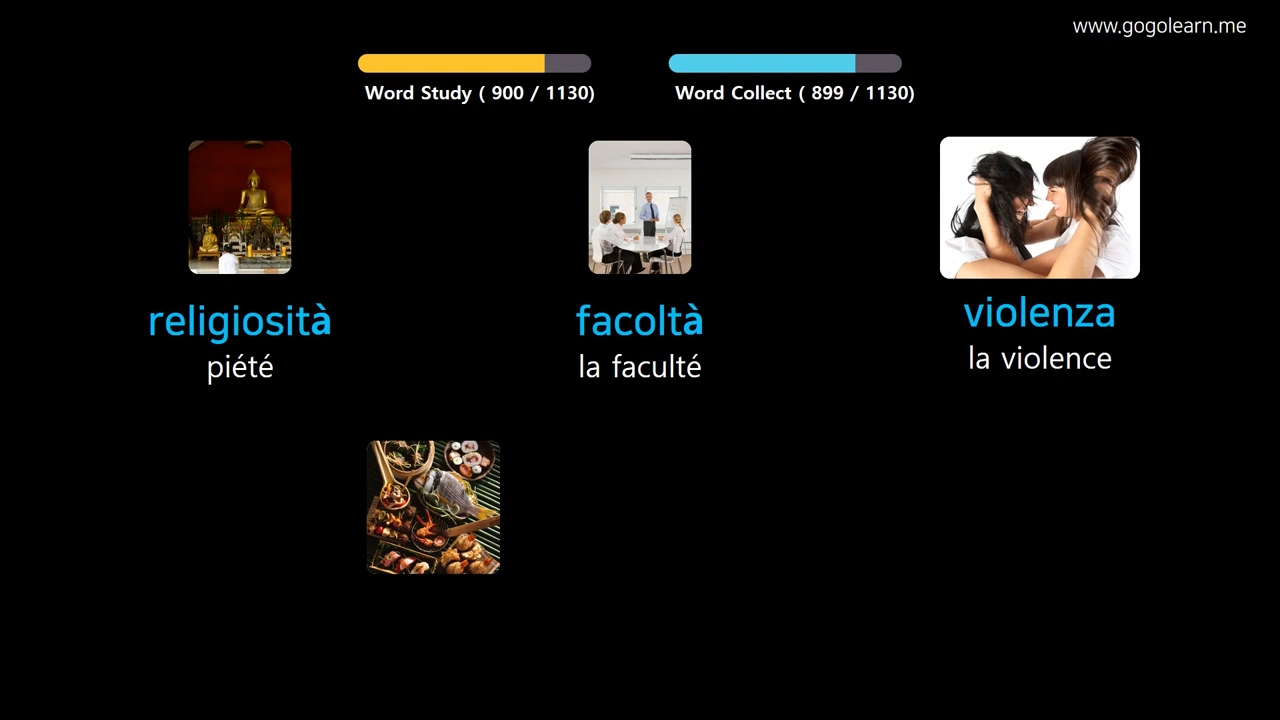 www.gogolearn.me
Word Study ( 900 / 1130)
Word Collect ( 899 / 1130)
religiosità
piété
facoltà
la faculté
violenza
la violence